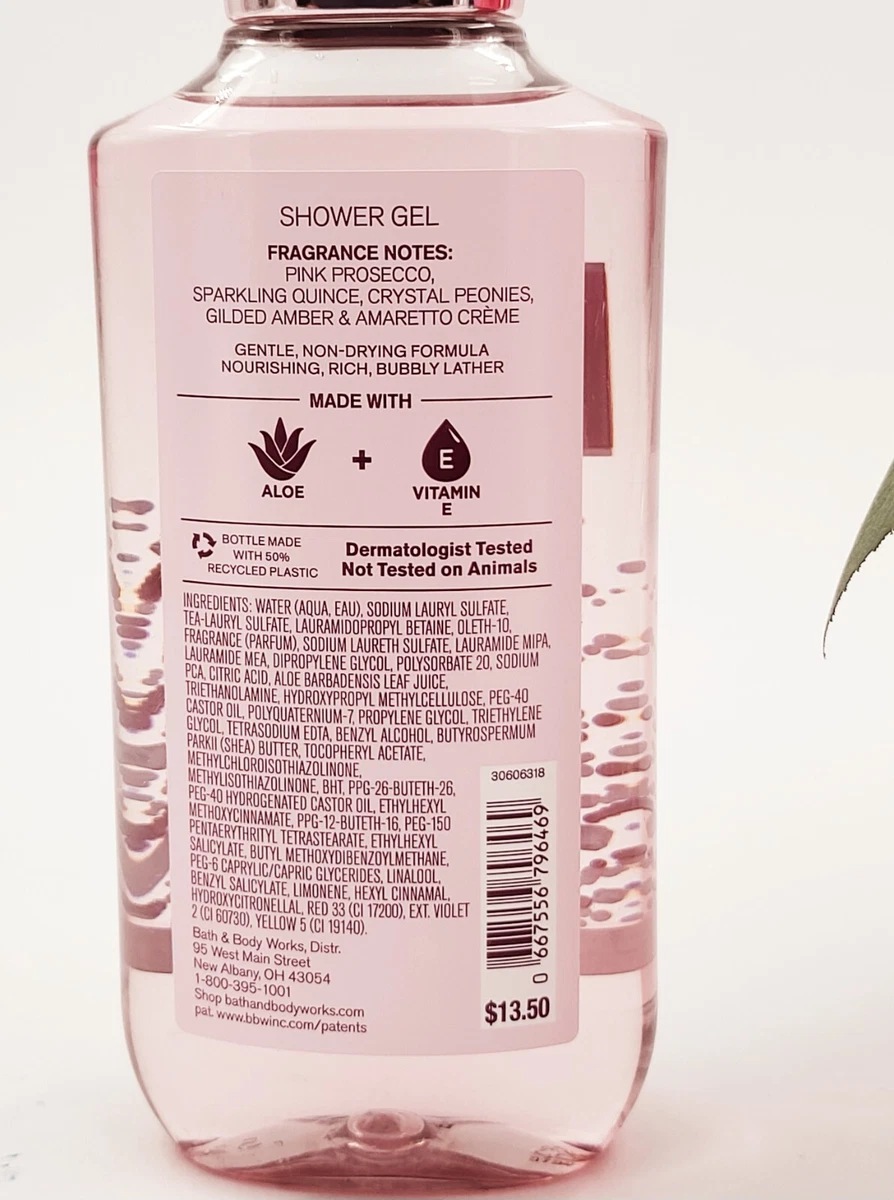 SHOWER GEL
FRAGRANCE NOTES:
PINK PROSECCO,
SPARKLING QUINCE, CRYSTAL PEONIES,
GILDED AMBER & AMARETTO CRÈME
GENTLE, NON-DRYING FORMULA
NOURISHING, RICH, BUBBLY LATHER
MADE WITH
ALOE
+
E
VITAMIN
E
BOTTLE MADE
WITH 50%
RECYCLED PLASTIC
Dermatologist Tested
Not Tested on Animals
INGREDIENTS: WATER (AQUA, EAU), SODIUM LAURYL SULFATE,
TEA-LAURYL SULFATE, LAURAMIDOPROPYL BETAINE, OLETH-10,
FRAGRANCE (PARFUM), SODIUM LAURETH SULFATE, LAURAMIDE MIPA,
LAURAMIDE MEA, DIPROPYLENE GLYCOL, POLYSORBATE 20, SODIUM
PCA, CITRIC ACID, ALOE BARBADENSIS LEAF JUICE,
TRIETHANOLAMINE, HYDROXYPROPYL METHYLCELLULOSE, PEG-40
CASTOR OIL, POLYQUATERNIUM-7, PROPYLENE GLYCOL, TRIETHYLENE
GLYCOL, TETRASODIUM EDTA, BENZYL ALCOHOL, BUTYROSPERMUM
PARKII (SHEA) BUTTER, TOCOPHERYL ACETATE,
METHYLCHLOROISOTHIAZOLINONE,
METHYLISOTHIAZOLINONE, BHT, PPG-26-BUTETH-26,
PEG-40 HYDROGENATED CASTOR OIL, ETHYLHEXYL
METHOXYCINNAMATE, PPG-12-BUTETH-16, PEG-150
PENTAERYTHRITYL TETRASTEARATE, ETHYLHEXYL
SALICYLATE, BUTYL METHOXYDIBENZOYLMETHANE,
PEG-6 CAPRYLIC/CAPRIC GLYCERIDES, LINALOOL,
BENZYL SALICYLATE, LIMONENE, HEXYL CINNAMAL,
HYDROXYCITRONELLAL, RED 33 (CI 17200), EXT. VIOLET
2 (CI 60730), YELLOW 5 (CI 19140).
Bath & Body Works, Distr.
95 West Main Street
New Albany, OH 43054
1-800-395-1001
Shop bathandbodyworks.com
pat. www.bbwinc.com/patents
30606318
0 667556 796469
$13.50